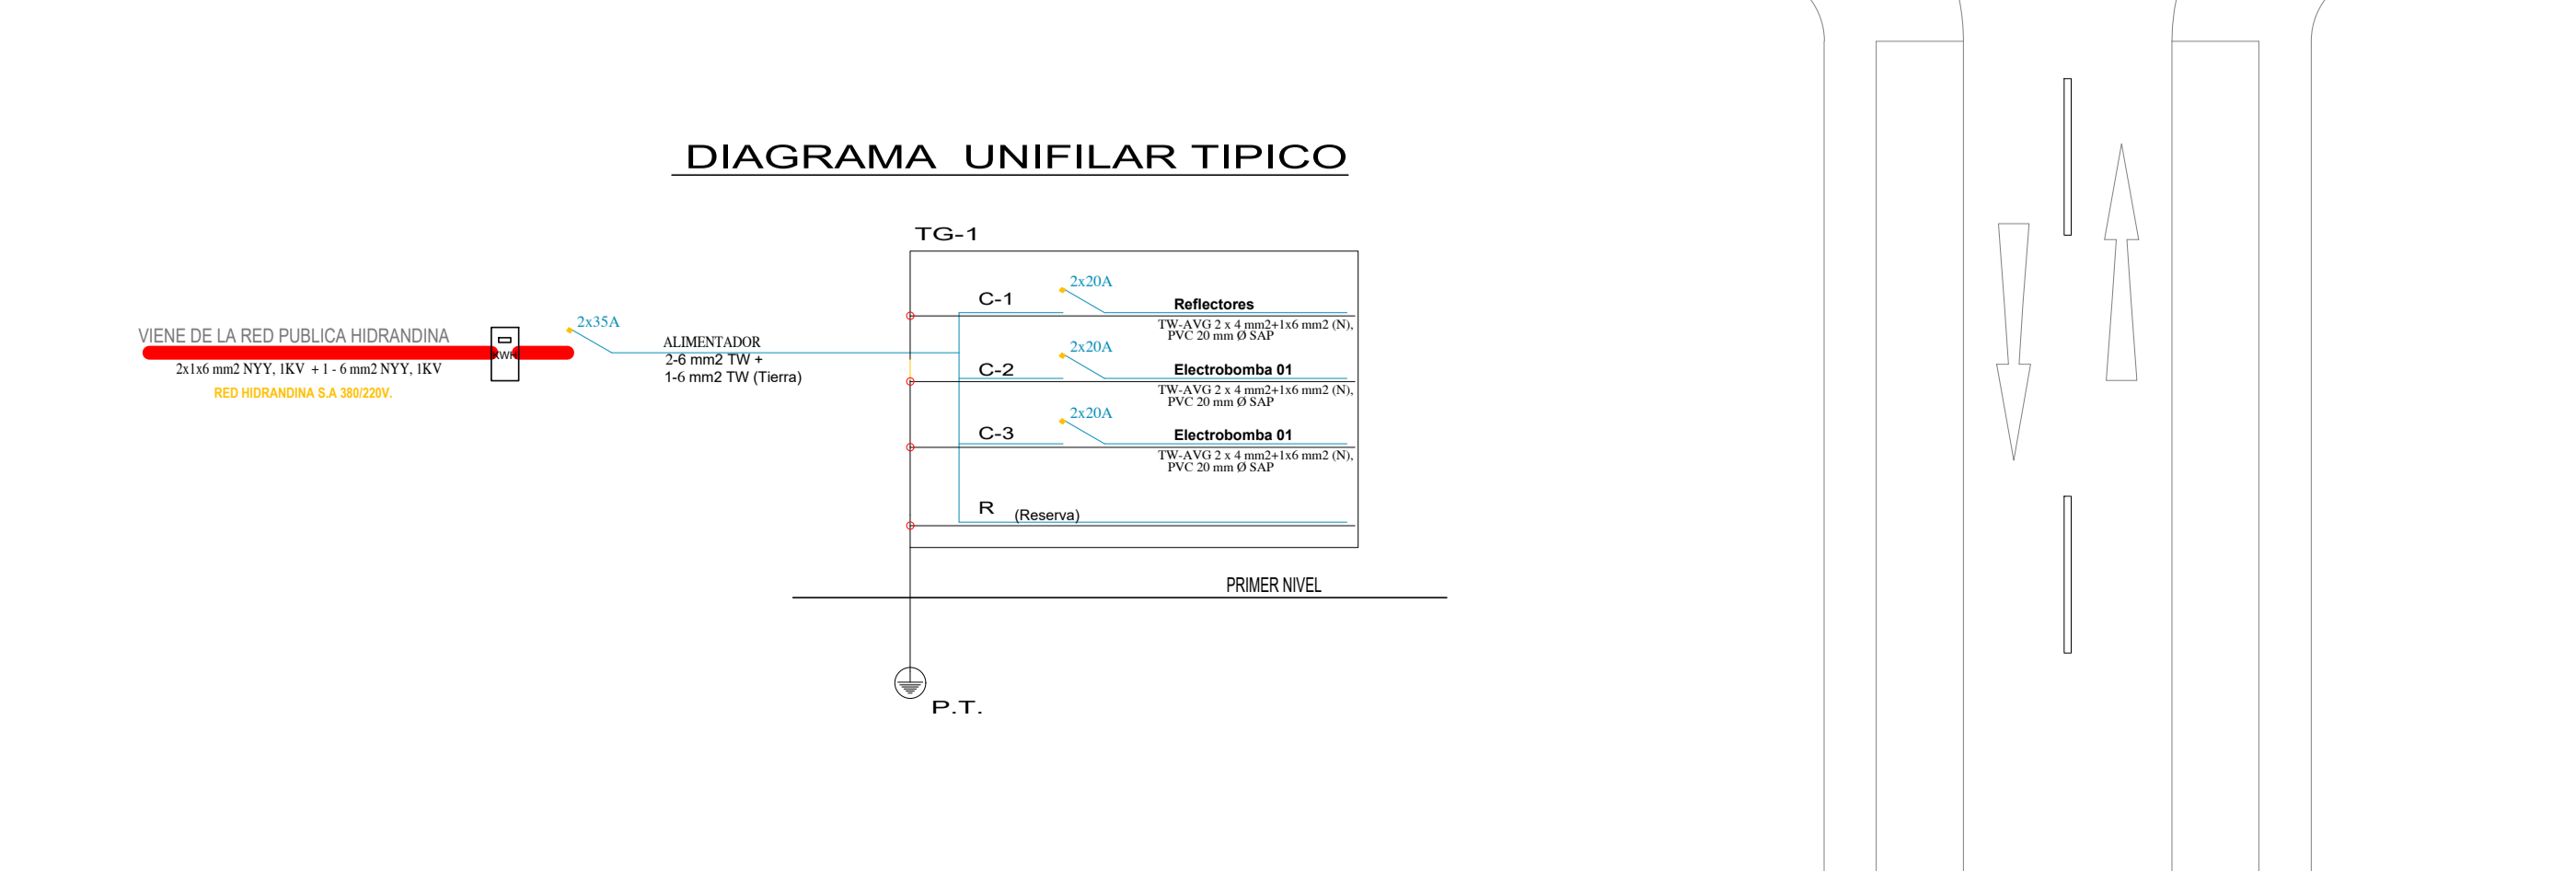 DIAGRAMA UNIFILAR TIPICO
TG-1
2x20A
C-1
Reflectores
TW-AVG 2 x 4 mm2+1x6 mm2 (N),
PVC 20 mm Ø SAP
VIENE DE LA RED PUBLICA HIDRANDINA
KWH
2x1x6 mm2 NYY, 1KV + 1 - 6 mm2 NYY, 1KV
RED HIDRANDINA S.A 380/220V.
2x35A
ALIMENTADOR
2-6 mm2 TW +
1-6 mm2 TW (Tierra)
2x20A
C-2
Electrobomba 01
TW-AVG 2 x 4 mm2+1x6 mm2 (N),
PVC 20 mm Ø SAP
2x20A
C-3
Electrobomba 01
TW-AVG 2 x 4 mm2+1x6 mm2 (N),
PVC 20 mm Ø SAP
R (Reserva)
PRIMER NIVEL
P.T.